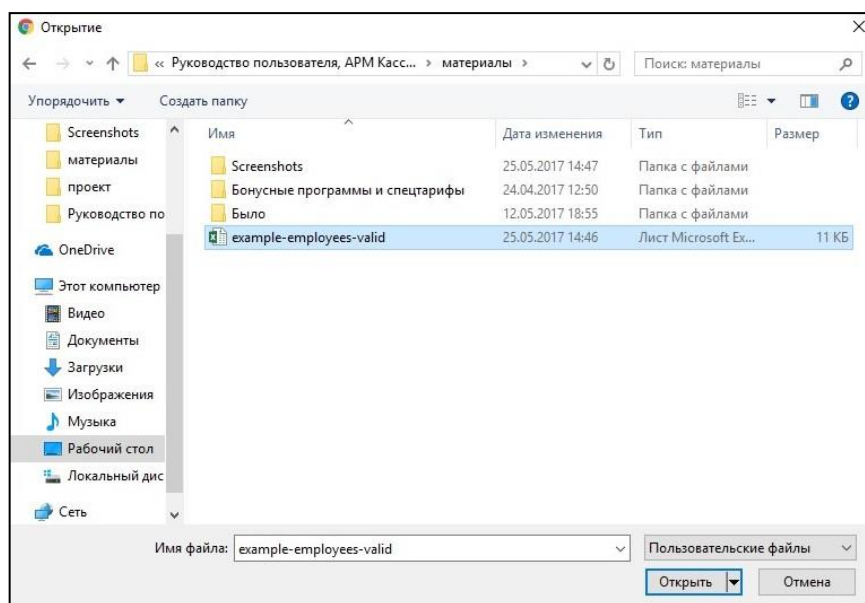 Открытие
« Руководство пользователя, АРМ Касс... › материалы ›
Поиск: материалы
Упорядочить
Создать папку
Имя Дата изменения Тип Размер
Screenshots
материалы
проект
Руководство по
OneDrive
Этот компьютер
Видео
Документы
Загрузки
Изображения
Музыка
Рабочий стол
Локальный дис
Сеть
Screenshots 25.05.2017 14:47 Папка с файлами
Бонусные программы и спецтарифы 24.04.2017 12:50 Папка с файлами
Было 12.05.2017 18:55 Папка с файлами
example-employees-valid 25.05.2017 14:46 Лист Microsoft Ex... 11 КБ
Имя файла: example-employees-valid
Пользовательские файлы
Открыть
Отмена